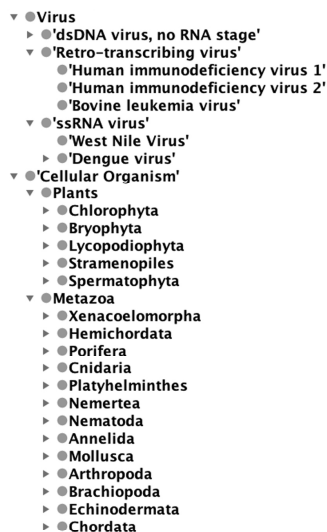 Virus
'dsDNA virus, no RNA stage'
'Retro-transcribing virus'
'Human immunodeficiency virus 1'
'Human immunodeficiency virus 2'
'Bovine leukemia virus'
'ssRNA virus'
'West Nile Virus'
'Dengue virus'
'Cellular Organism'
Plants
Chlorophyta
Bryophyta
Lycopodiophyta
Stramenopiles
Spermatophyta
Metazoa
Xenacoelomorpha
Hemichordata
Porifera
Cnidaria
Platyhelminthes
Nemertea
Nematoda
Annelida
Mollusca
Arthropoda
Brachiopoda
Echinodermata
Chordata